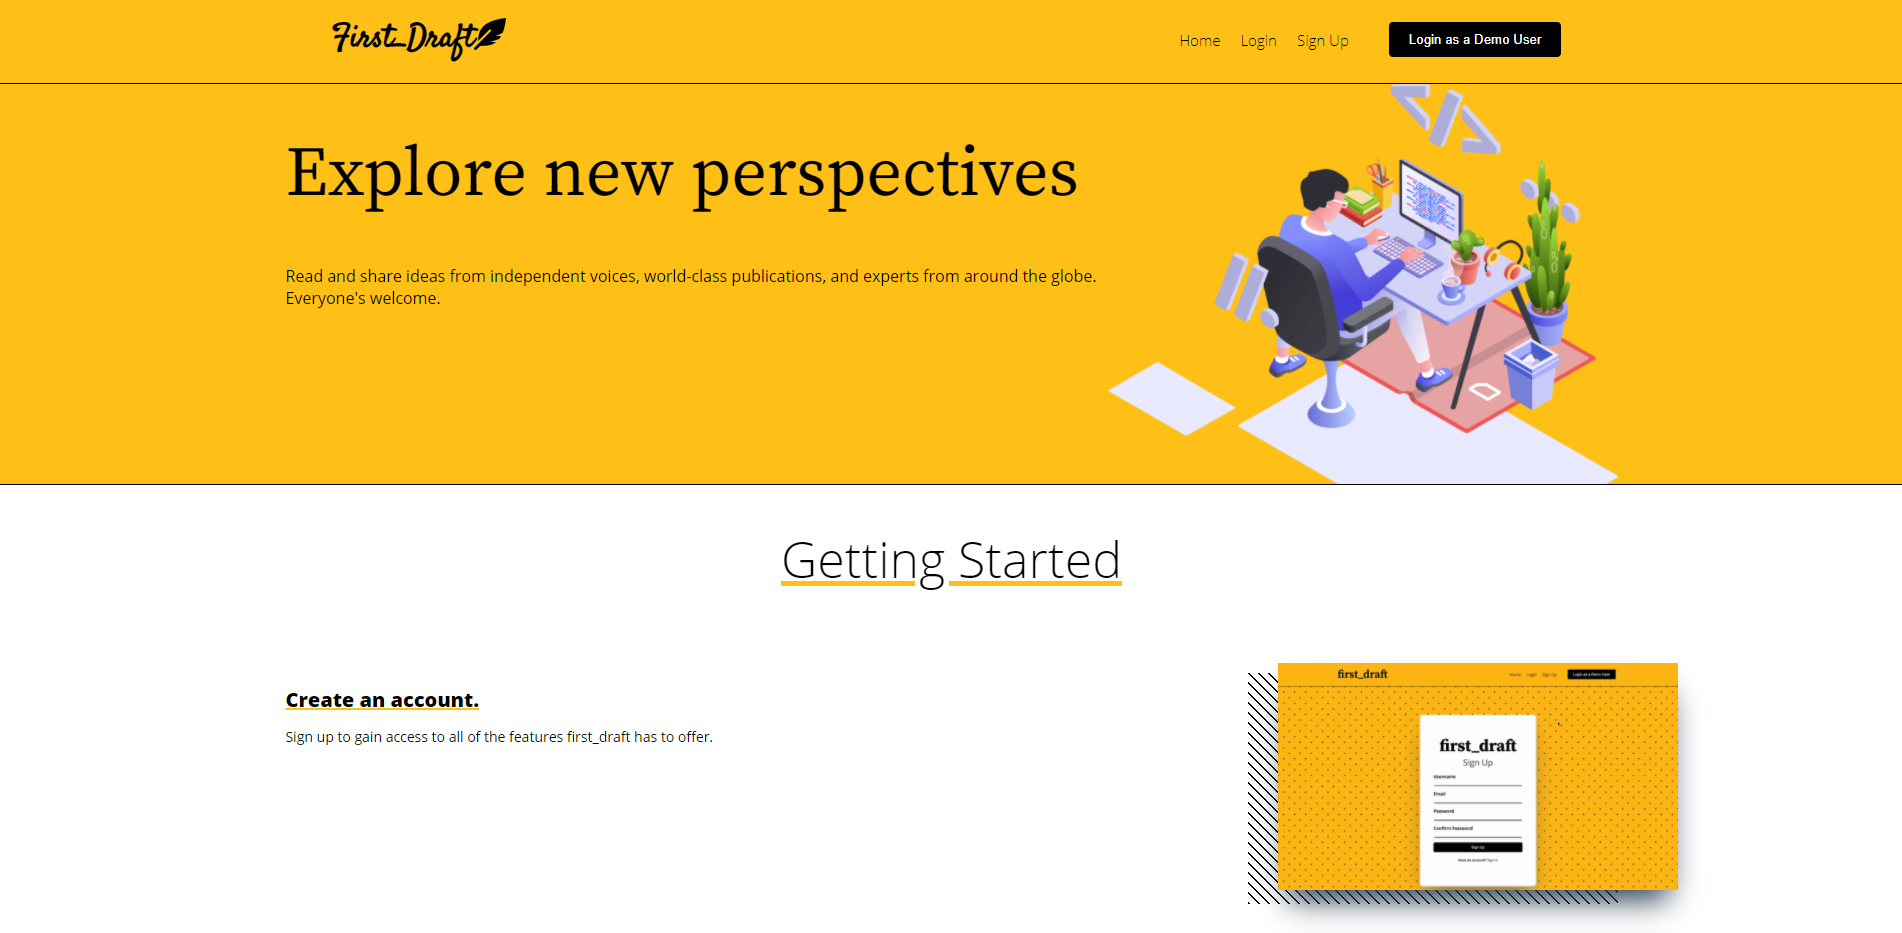 First_Draft
Home Login Sign Up Login as a Demo User
Explore new perspectives
Read and share ideas from independent voices, world-class publications, and experts from around the globe.
Everyone's welcome.
Getting Started
Create an account.
Sign up to gain access to all of the features first_draft has to offer.
first_draft
Home Login Sign Up Login as a Demo User
first_draft
Sign Up
Username
Email
Password
Confirm Password
Sign Up
Have an account? Sign in